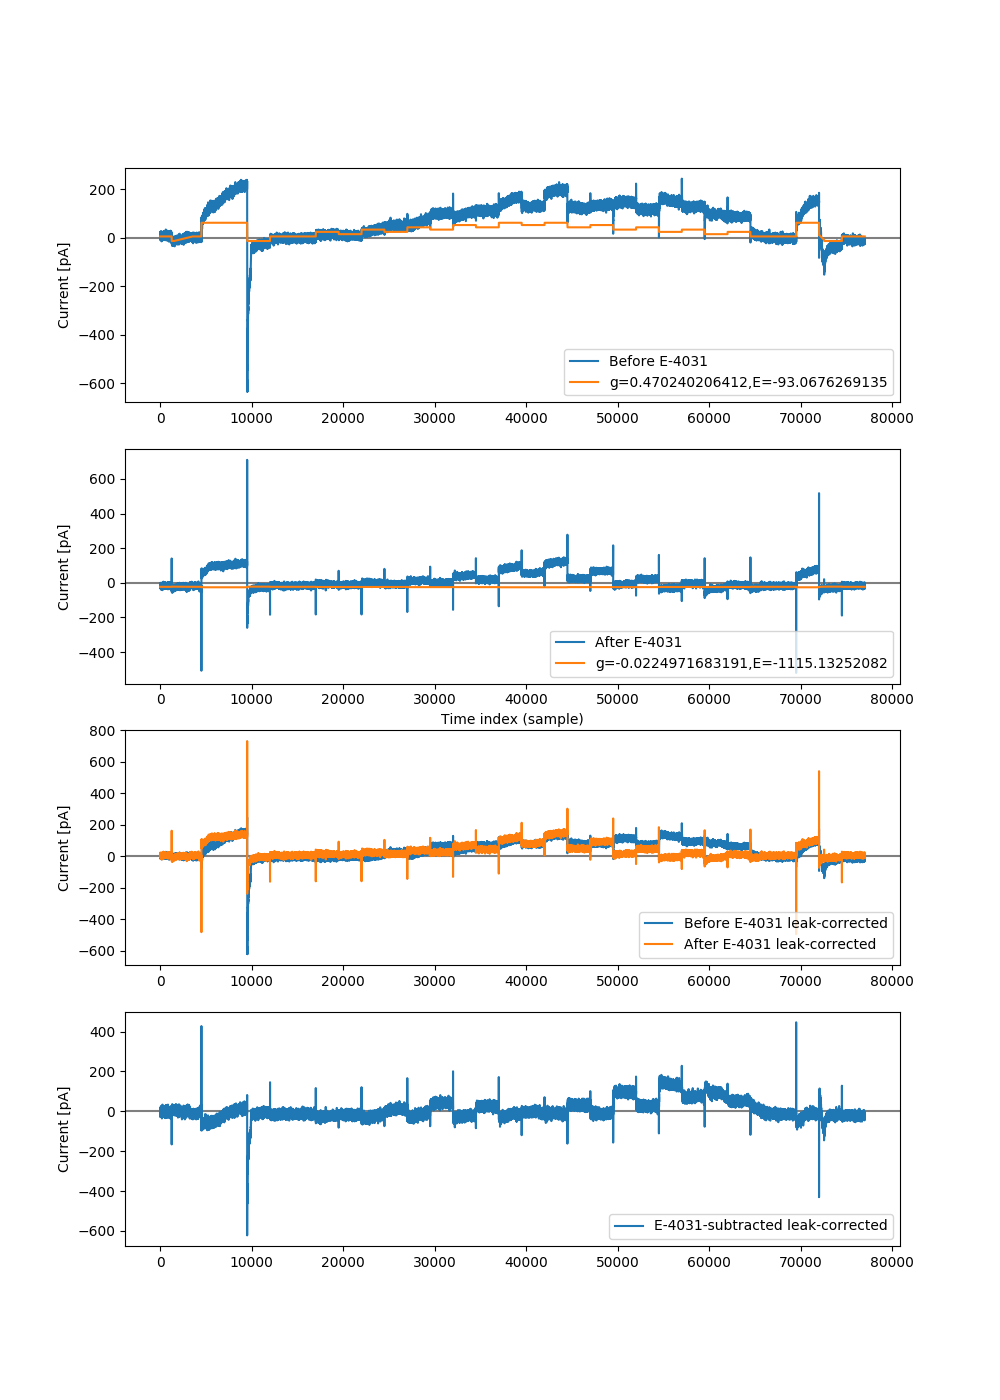 200
0
−200
−400
−600
Current [pA]
Before E-4031
g=0.470240206412,E=-93.0676269135
0 10000 20000 30000 40000 50000 60000 70000 80000
600
400
200
0
−200
−400
Current [pA]
After E-4031
g=-0.0224971683191,E=-1115.13252082
0 10000 20000 30000 40000 50000 60000 70000 80000
Time index (sample)
800
600
400
200
0
−200
−400
−600
Current [pA]
Before E-4031 leak-corrected
After E-4031 leak-corrected
0 10000 20000 30000 40000 50000 60000 70000 80000
400
200
0
−200
−400
−600
Current [pA]
E-4031-subtracted leak-corrected
0 10000 20000 30000 40000 50000 60000 70000 80000